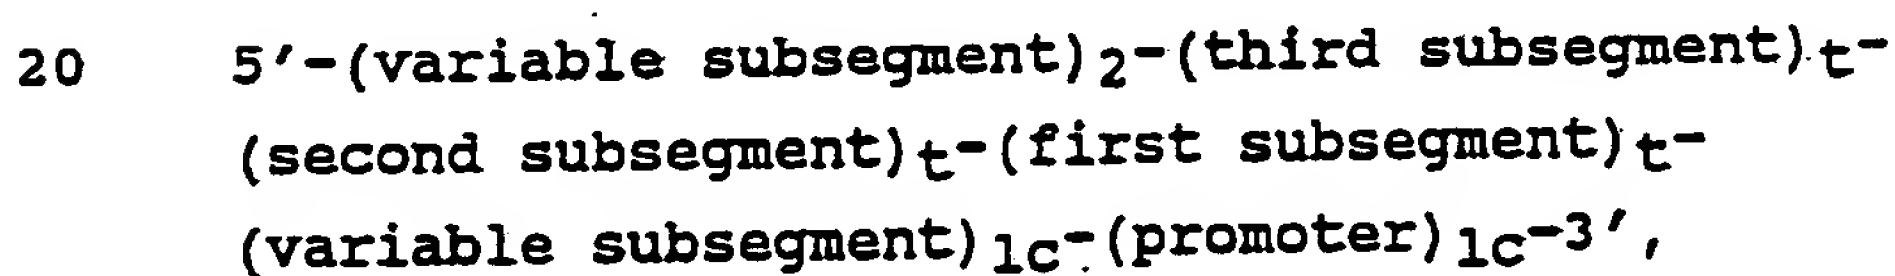 20 5'-(variable subsegment)2-(third subsegment)t-
(second subsegment)t-(first subsegment)t-
(variable subsegment)1c-(promoter)1c-3',